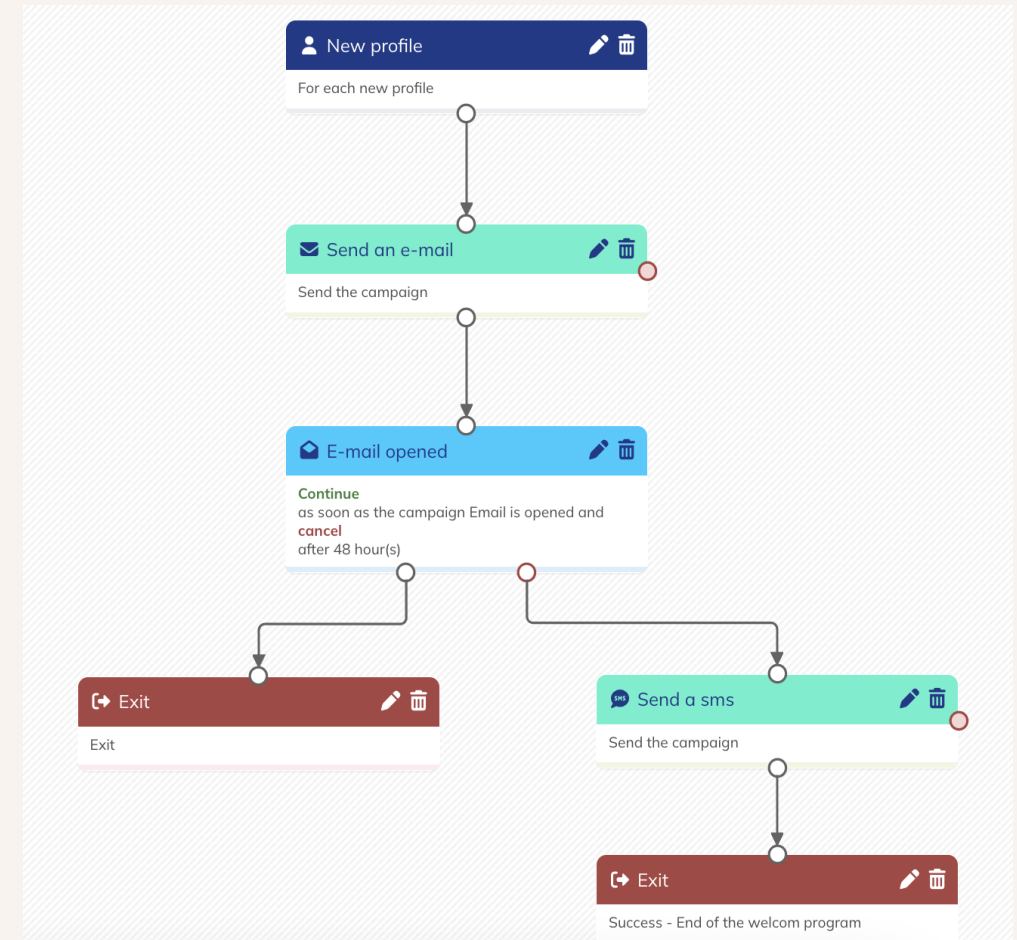 New profile
For each new profile
Send an e-mail
Send the campaign
E-mail opened
Continue
as soon as the campaign Email is opened and
cancel
after 48 hour(s)
Exit
Exit
SMS Send a sms
Send the campaign
Exit
Success - End of the welcom program